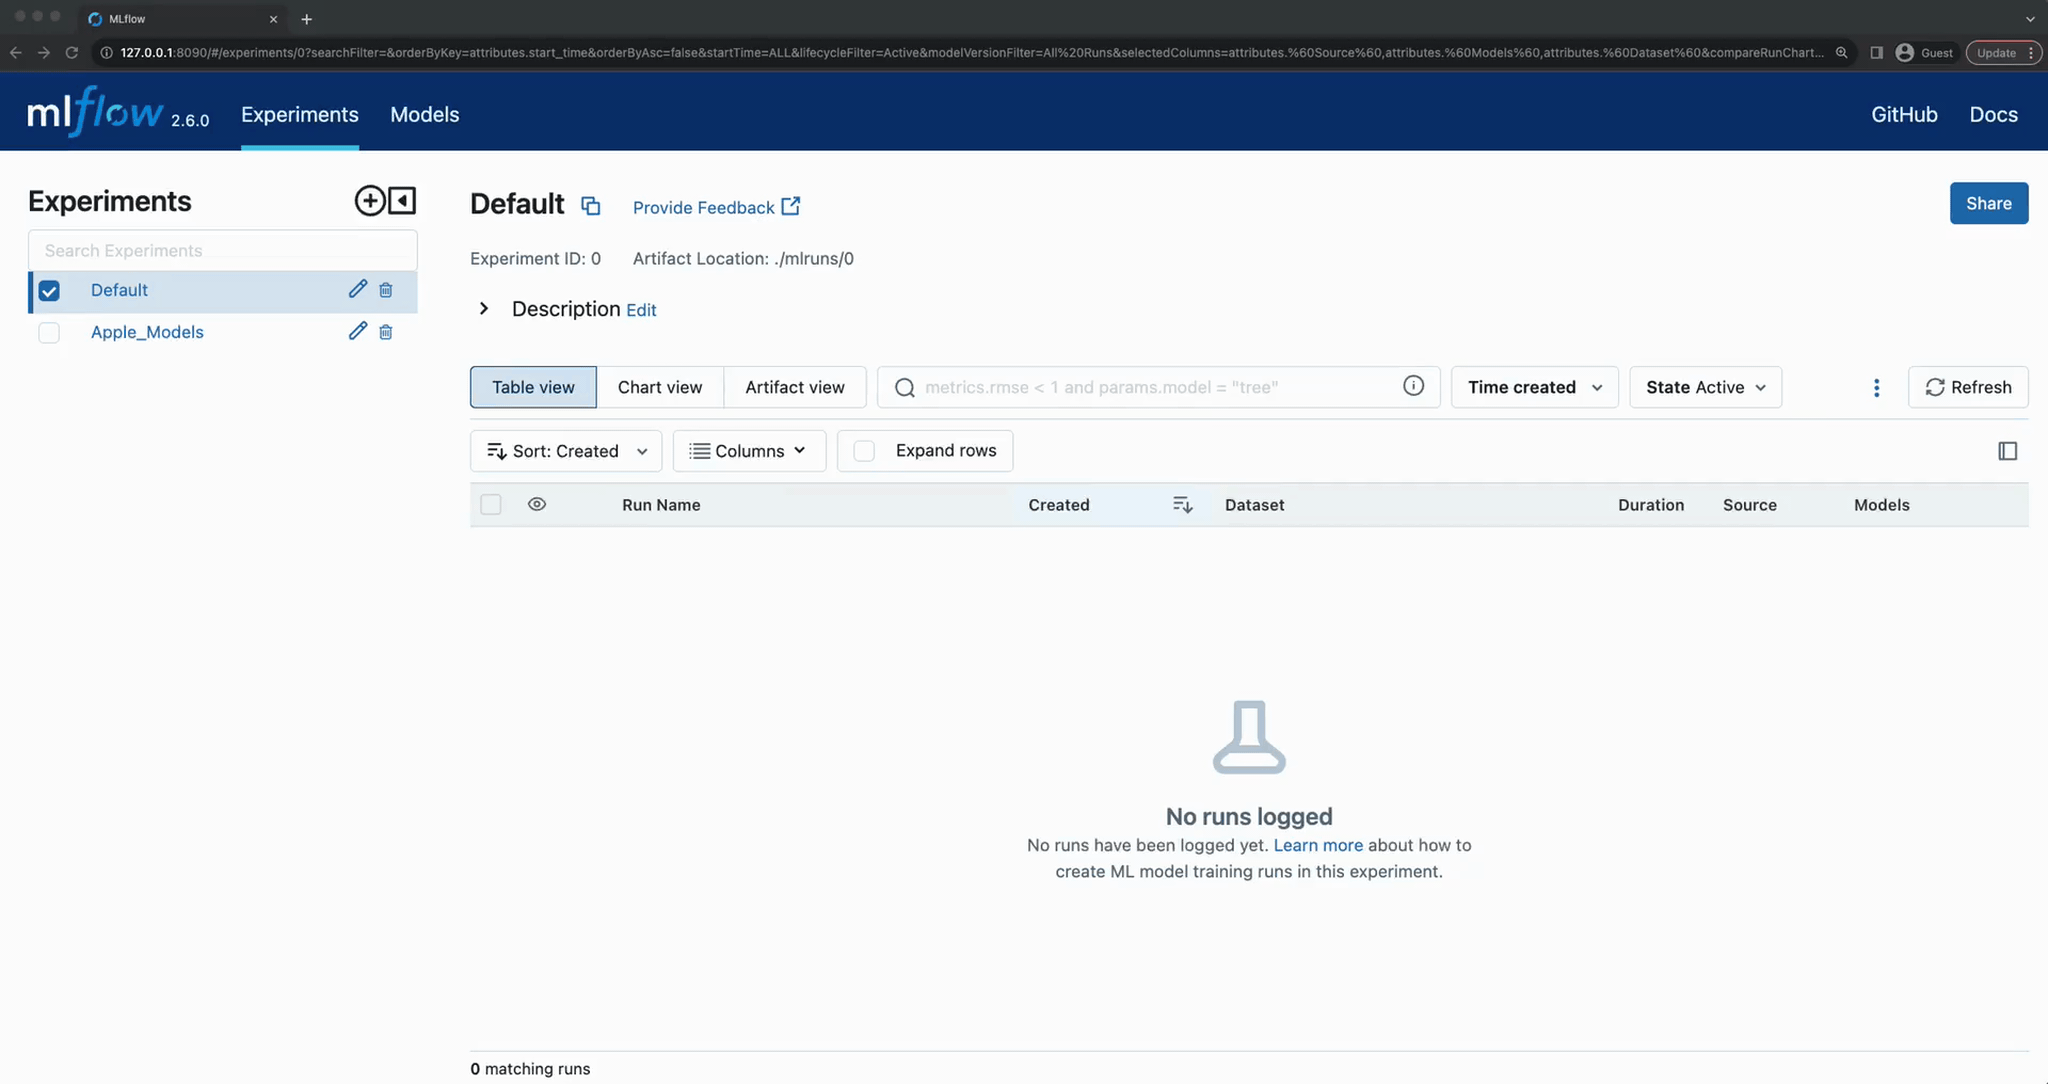 MLflow
127.0.0.1:8090/#/experiments/0?searchFilter=&orderByKey=attributes.start_time&orderByAsc=false&startTime=ALL&lifecycleFilter=Active&modelVersionFilter=All%20Runs&selectedColumns=attributes.%60Source%60,attributes.%60Models%60,attributes.%60Dataset%60&compareRunChart...
Guest
Update
mlflow 2.6.0
Experiments
Models
GitHub
Docs
Experiments
Search Experiments
Default
Apple_Models
Default
Provide Feedback
Share
Experiment ID: 0
Artifact Location: ./mlruns/0
Description Edit
Table view
Chart view
Artifact view
metrics.rmse < 1 and params.model = "tree"
Time created
State Active
Refresh
Sort: Created
Columns
Expand rows
Run Name
Created
Dataset
Duration
Source
Models
No runs logged
No runs have been logged yet. Learn more about how to
create ML model training runs in this experiment.
0 matching runs